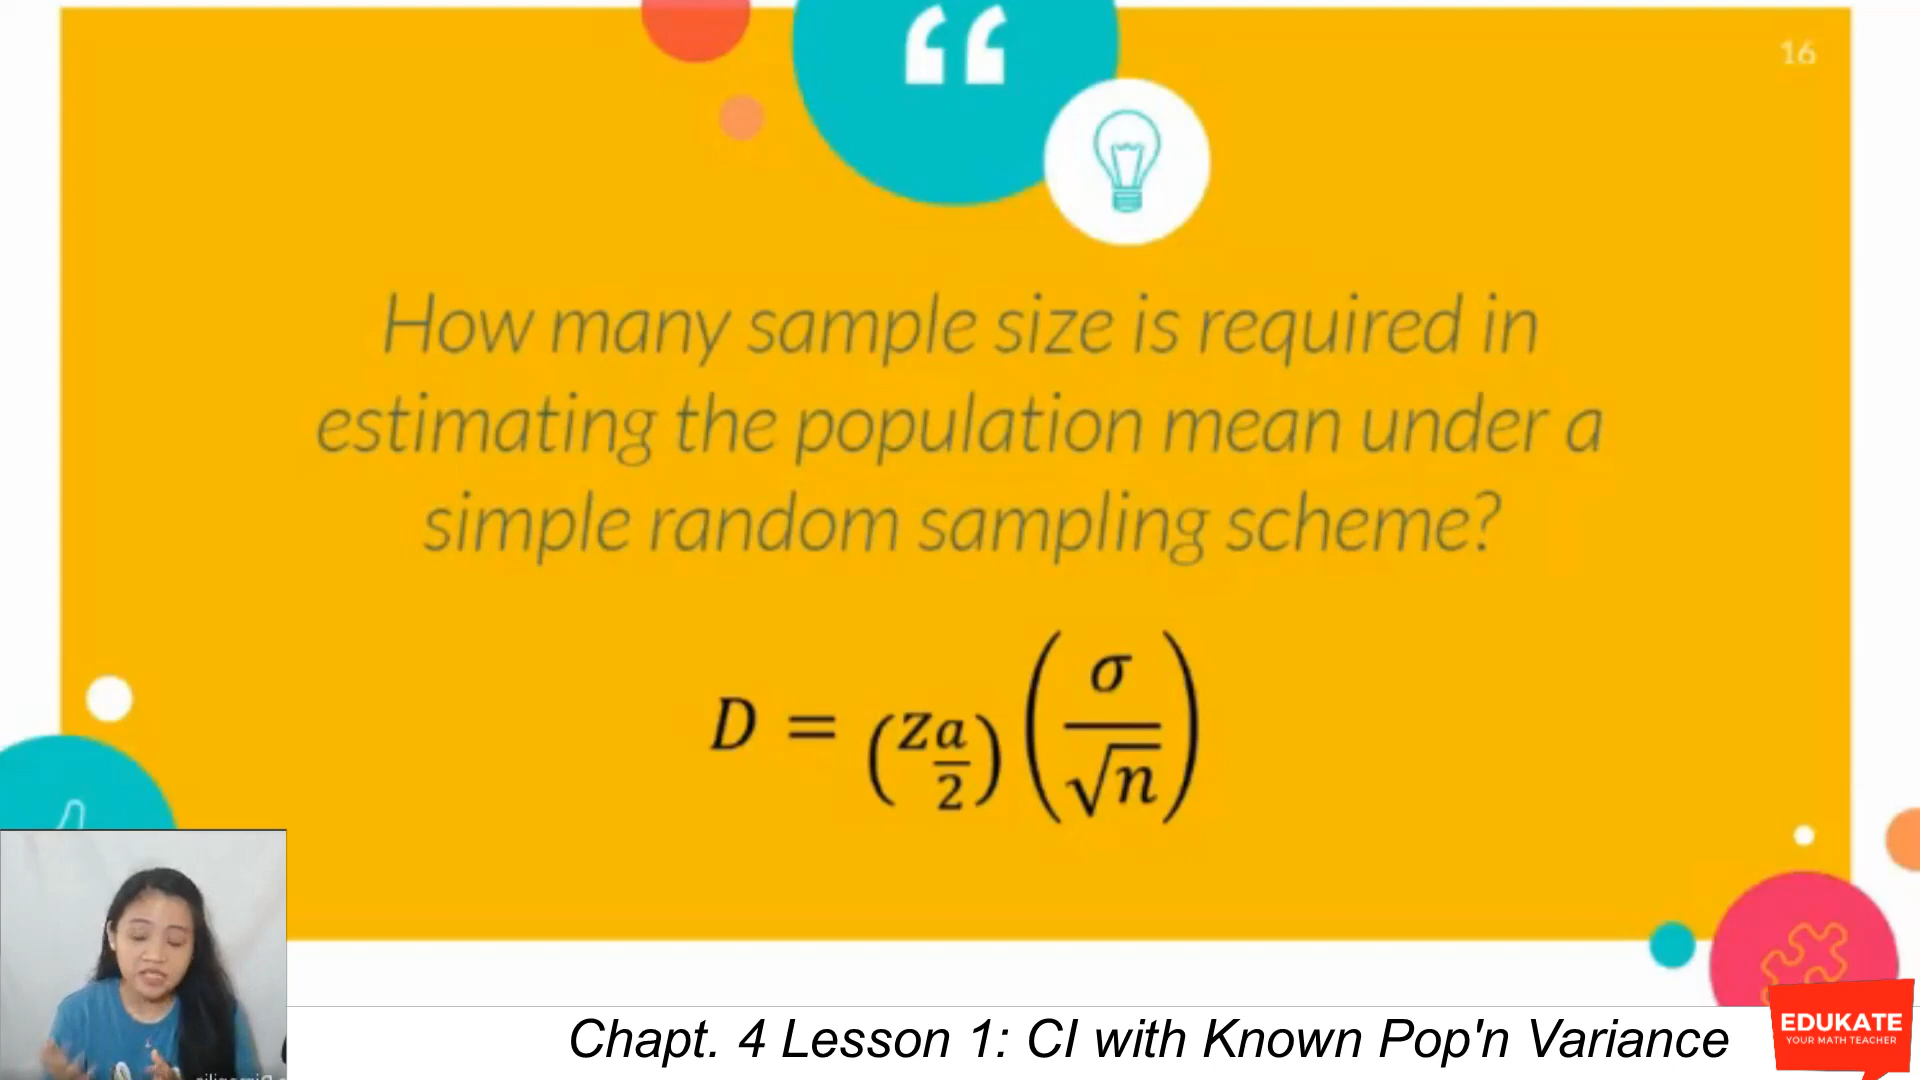 “
16
How many sample size is required in
estimating the population mean under a
simple random sampling scheme?
D = (z_{a/2}) (σ/√n)
Chapt. 4 Lesson 1: CI with Known Pop'n Variance
EDUKATE
YOUR MATH TEACHER